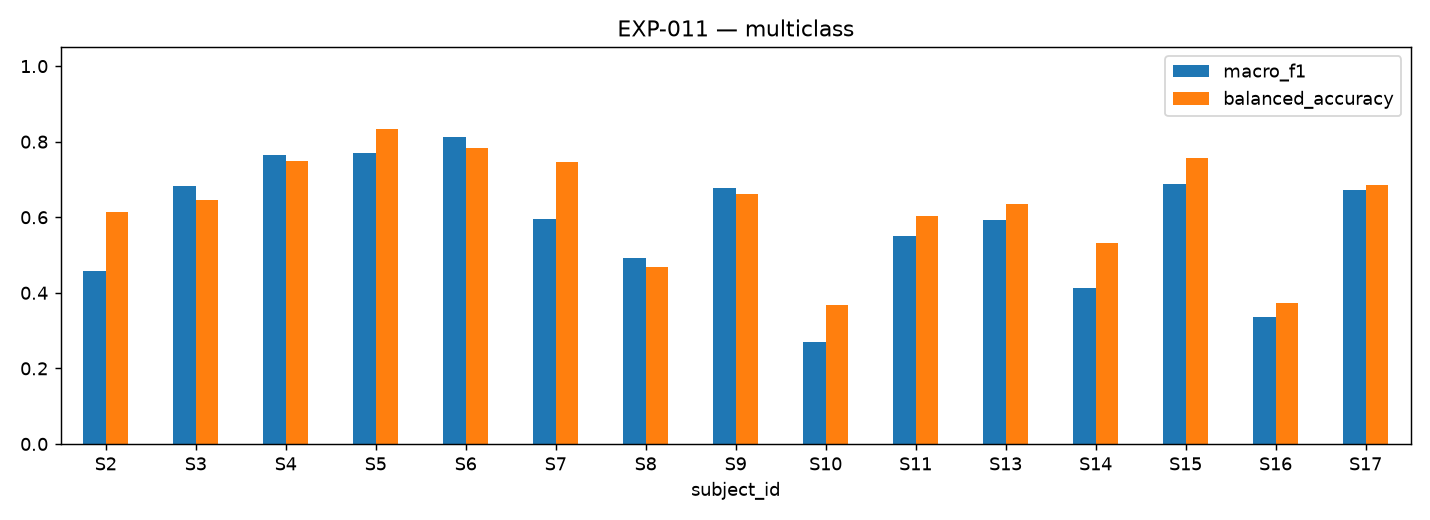 EXP-011 — multiclass
macro_f1
balanced_accuracy
1.0
0.8
0.6
0.4
0.2
0.0
S2 S3 S4 S5 S6 S7 S8 S9 S10 S11 S13 S14 S15 S16 S17
subject_id